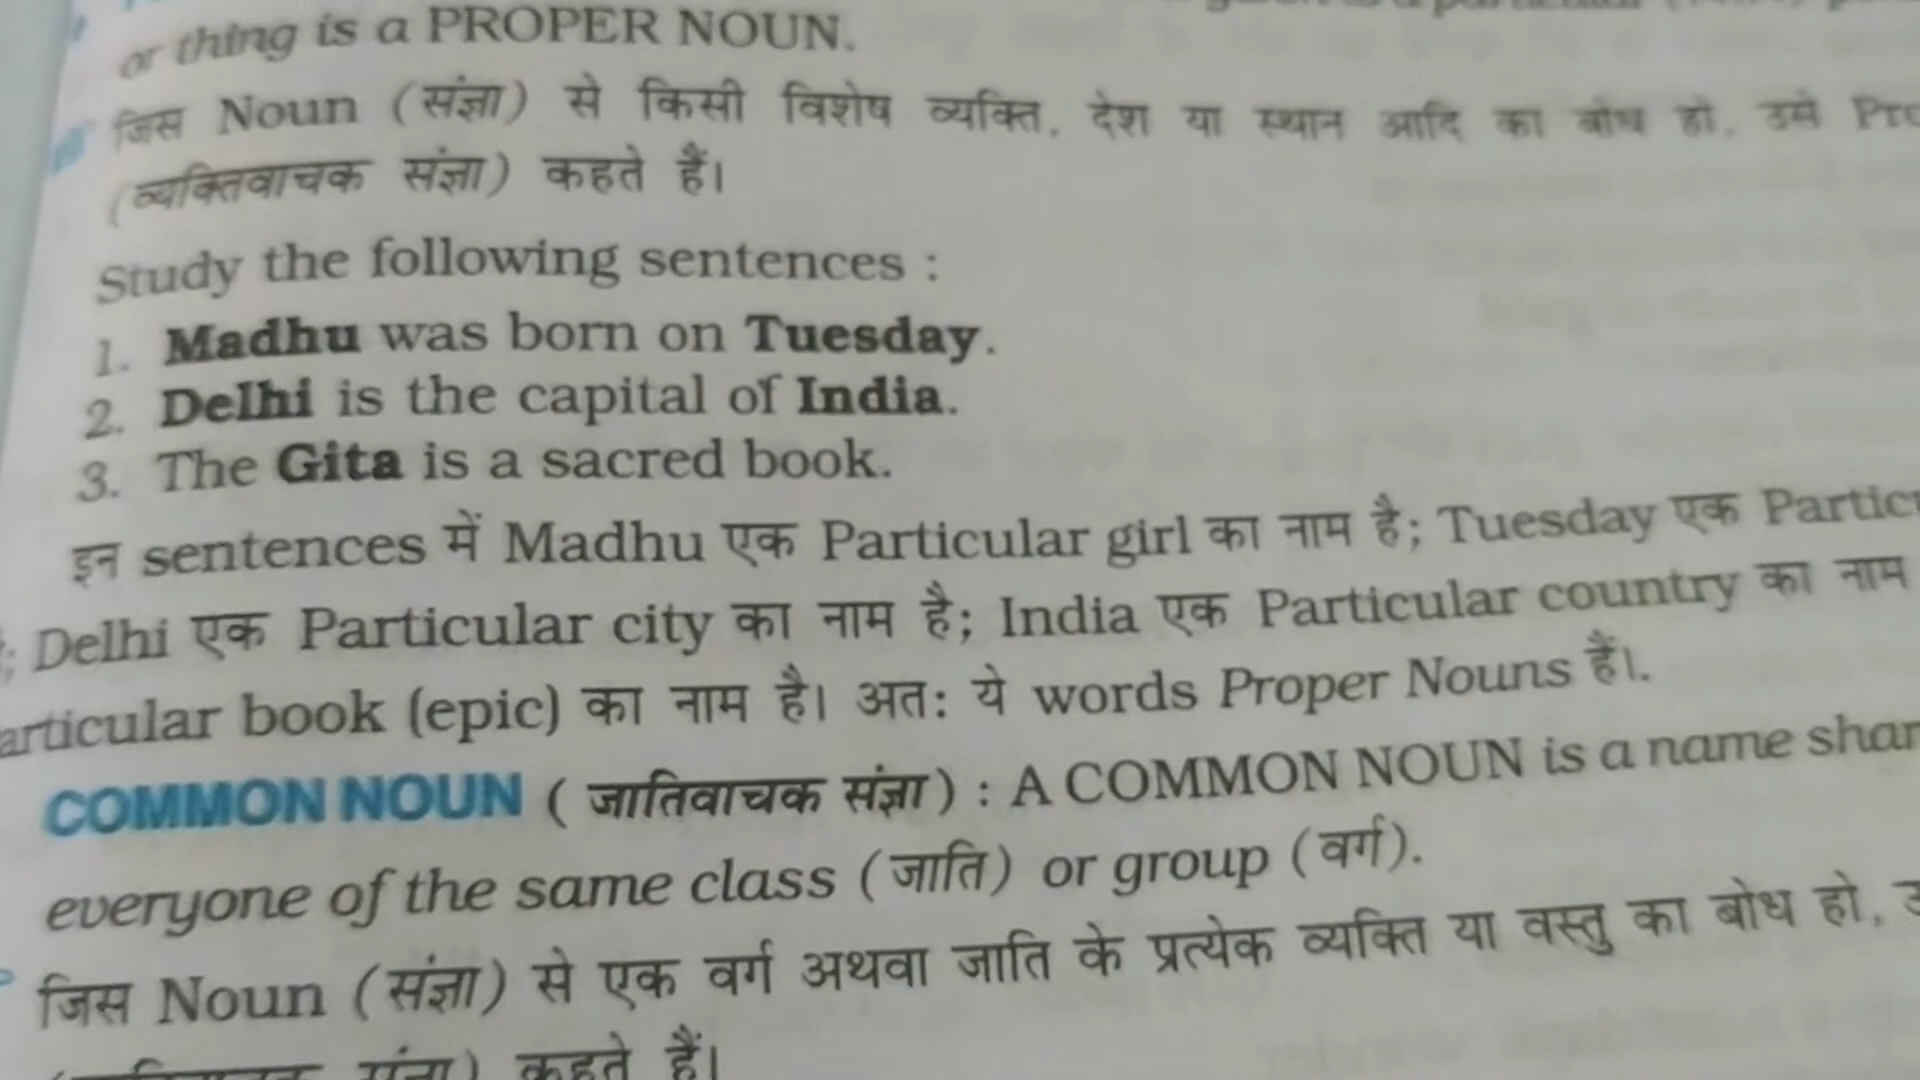 or thing is a PROPER NOUN.
जिस Noun (संज्ञा) से किसी विशेष व्यक्ति, देश या स्थान आदि का बोध हो, उसे
(व्यक्तिवाचक संज्ञा) कहते हैं।
Study the following sentences :
1. Madhu was born on Tuesday.
2. Delhi is the capital of India.
3. The Gita is a sacred book.
इन sentences में Madhu एक Particular girl का नाम है; Tuesday एक
; Delhi एक Particular city का नाम है; India एक Particular country का नाम
articular book (epic) का नाम है। अत: ये words Proper Nouns हैं।.
COMMON NOUN ( जातिवाचक संज्ञा) : A COMMON NOUN is a name
everyone of the same class (जाति) or group (वर्ग).
जिस Noun (संज्ञा) से एक वर्ग अथवा जाति के प्रत्येक व्यक्ति या वस्तु का बोध हो,
कहते हैं।